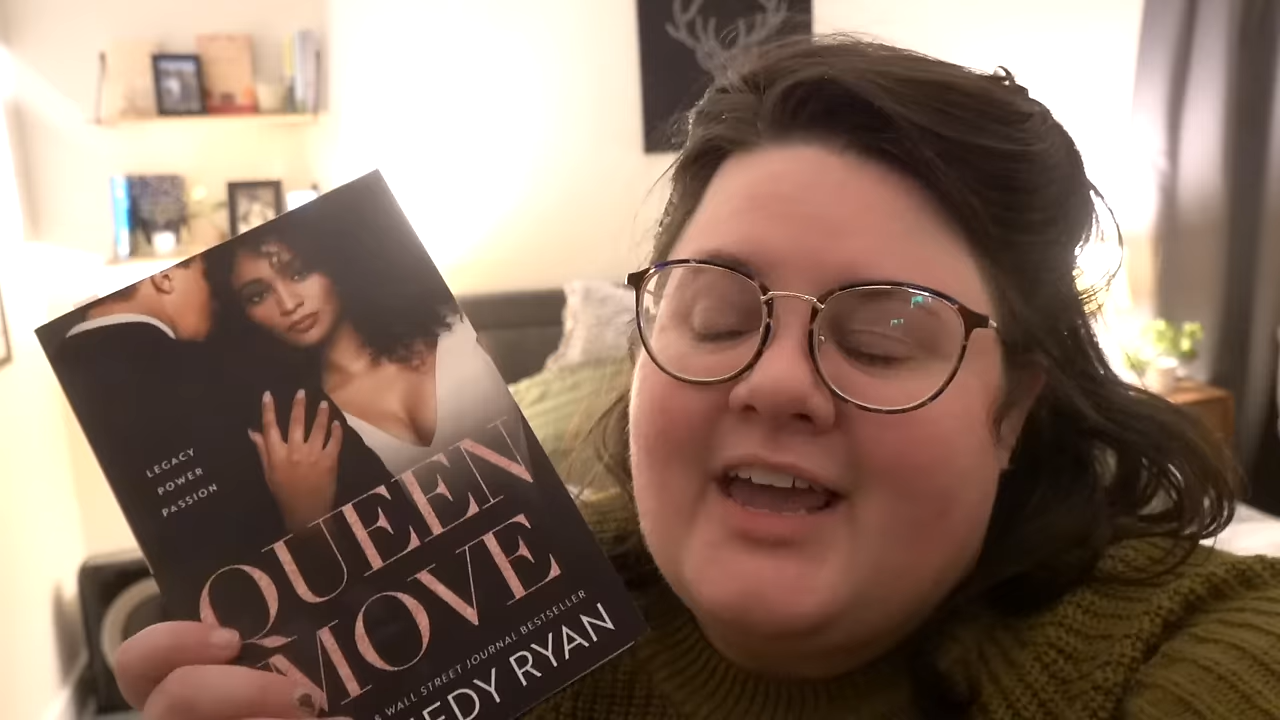 LEGACY
POWER
PASSION
QUEEN
MOVE
WALL STREET JOURNAL BESTSELLER
RYAN